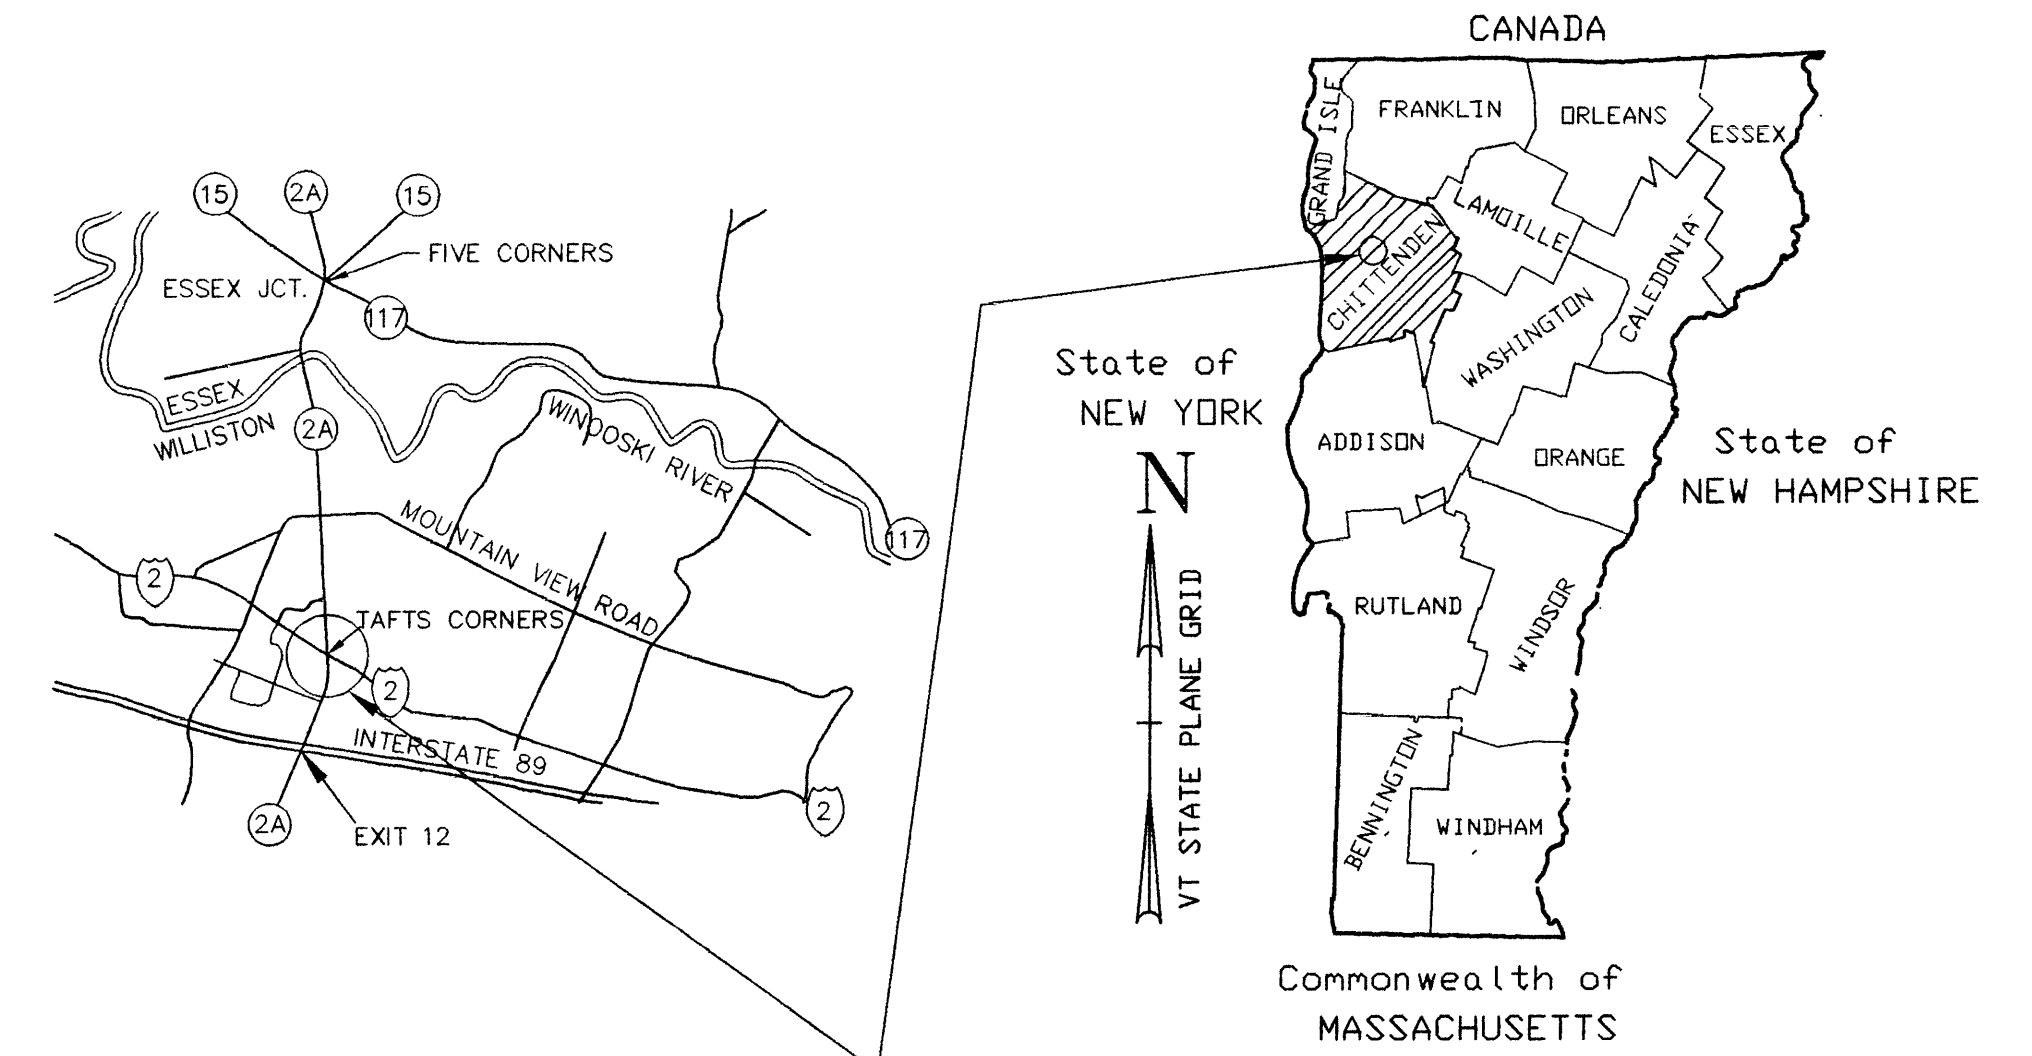 15
2A
15
FIVE CORNERS
ESSEX JCT.
117
ESSEX
WILLISTON
2A
WINOOSKI RIVER
MOUNTAIN VIEW ROAD
117
2
TAFTS CORNERS
2
INTERSTATE 89
2
2A
EXIT 12
CANADA
GRAND ISLE
FRANKLIN
ORLEANS
ESSEX
LAMOILLE
CHITTENDEN
CALEDONIA
WASHINGTON
State of
NEW YORK
ADDISON
ORANGE
State of
NEW HAMPSHIRE
N
VT STATE PLANE GRID
RUTLAND
WINDSOR
BENNINGTON
WINDHAM
Commonwealth of
MASSACHUSETTS